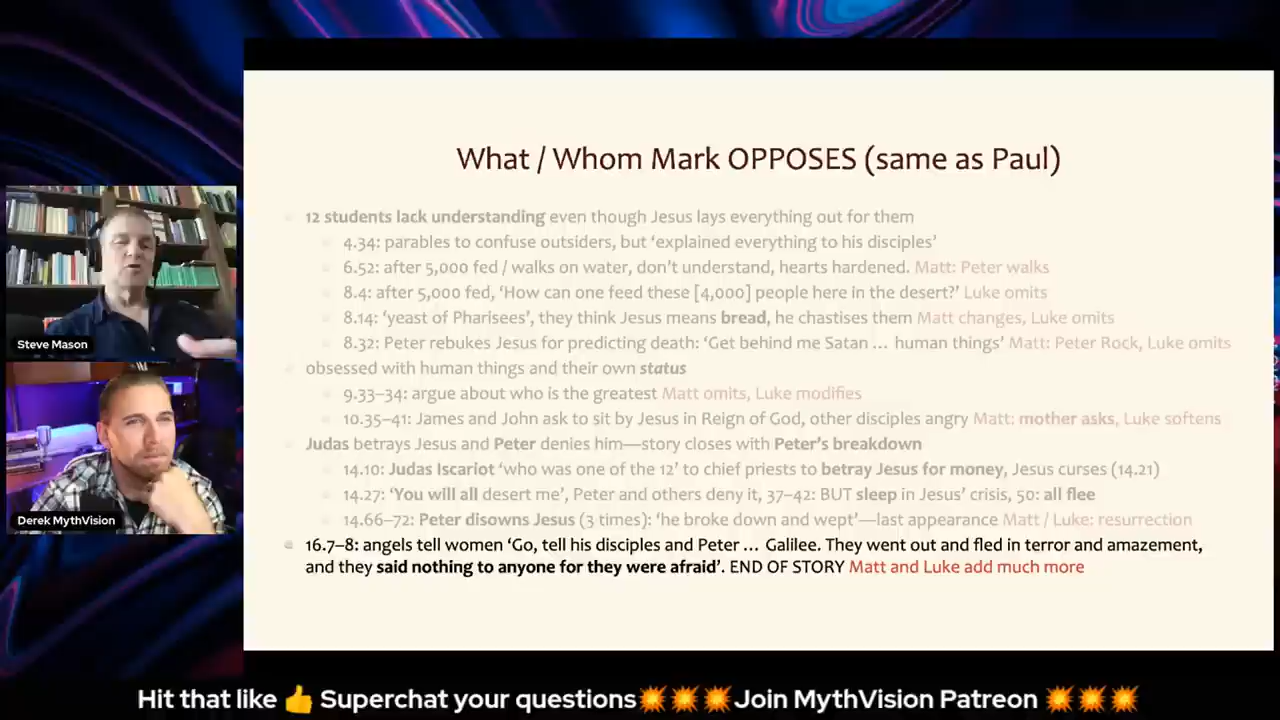 What / Whom Mark OPPOSES (same as Paul)
12 students lack understanding even though Jesus lays everything out for them
4.34: parables to confuse outsiders, but ‘explained everything to his disciples’
6.52: after 5,000 fed / walks on water, don’t understand, hearts hardened. Matt: Peter walks
8.4: after 5,000 fed, ‘How can one feed these [4,000] people here in the desert?’ Luke omits
8.14: ‘yeast of Pharisees’, they think Jesus means bread, he chastises them Matt changes, Luke omits
8.32: Peter rebukes Jesus for predicting death: ‘Get behind me Satan … human things’ Matt: Peter Rock, Luke omits
obsessed with human things and their own status
9.33–34: argue about who is the greatest Matt omits, Luke modifies
10.35–41: James and John ask to sit by Jesus in Reign of God, other disciples angry Matt: mother asks, Luke softens
Judas betrays Jesus and Peter denies him—story closes with Peter’s breakdown
14.10: Judas Iscariot ‘who was one of the 12’ to chief priests to betray Jesus for money, Jesus curses (14.21)
14.27: ‘You will all desert me’, Peter and others deny it, 37–42: BUT sleep in Jesus’ crisis, 50: all flee
14.66–72: Peter disowns Jesus (3 times): ‘he broke down and wept’—last appearance Matt / Luke: resurrection
16.7–8: angels tell women ‘Go, tell his disciples and Peter … Galilee. They went out and fled in terror and amazement,
and they said nothing to anyone for they were afraid’. END OF STORY Matt and Luke add much more
Steve Mason
Derek MythVision
Hit that like 👍 Superchat your questions💥💥💥Join MythVision Patreon 💥💥💥